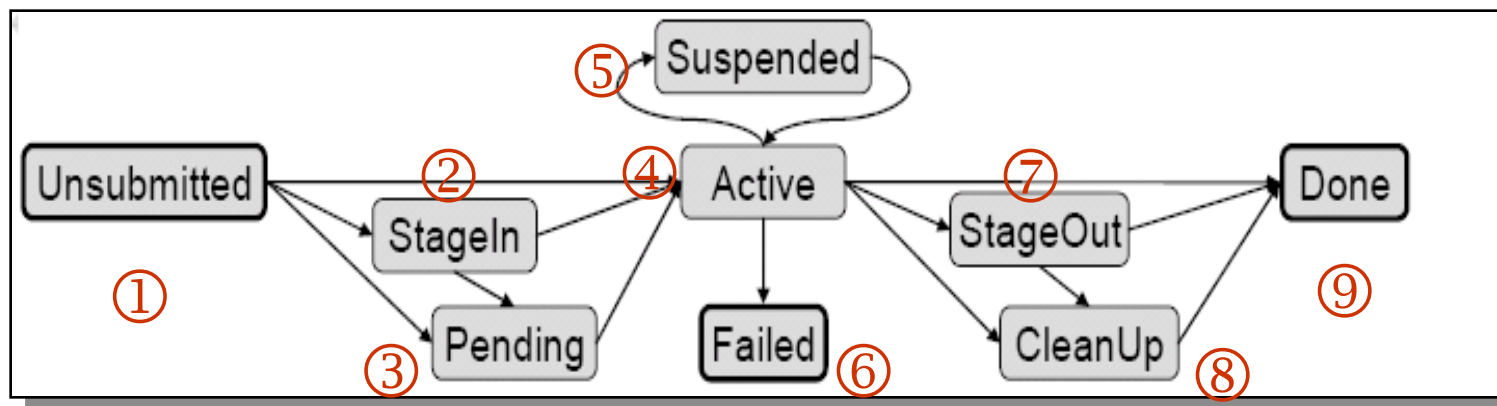 ⑤ Suspended
Unsubmitted ② ④ Active ⑦ Done
StageIn StageOut
① ⑨
③ Pending Failed ⑥ CleanUp ⑧